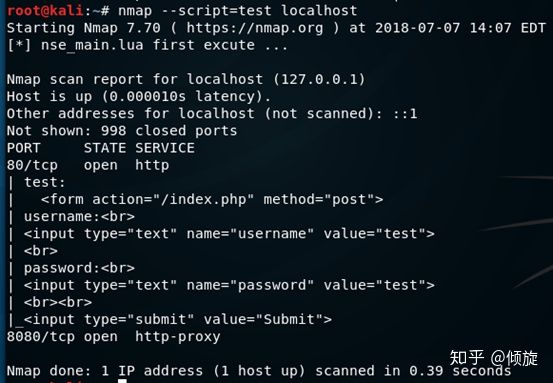 root@kali:~# nmap --script=test localhost
Starting Nmap 7.70 ( https://nmap.org ) at 2018-07-07 14:07 EDT
[*] nse_main.lua first excute ...
Nmap scan report for localhost (127.0.0.1)
Host is up (0.000010s latency).
Other addresses for localhost (not scanned): ::1
Not shown: 998 closed ports
PORT     STATE SERVICE
80/tcp   open  http
| test:
|   <form action="/index.php" method="post">
| username:<br>
| <input type="text" name="username" value="test">
| <br>
| password:<br>
| <input type="text" name="password" value="test">
| <br><br>
|_<input type="submit" value="Submit">
8080/tcp open  http-proxy
Nmap done: 1 IP address (1 host up) scanned in 0.39 seconds
知乎 @倾旋